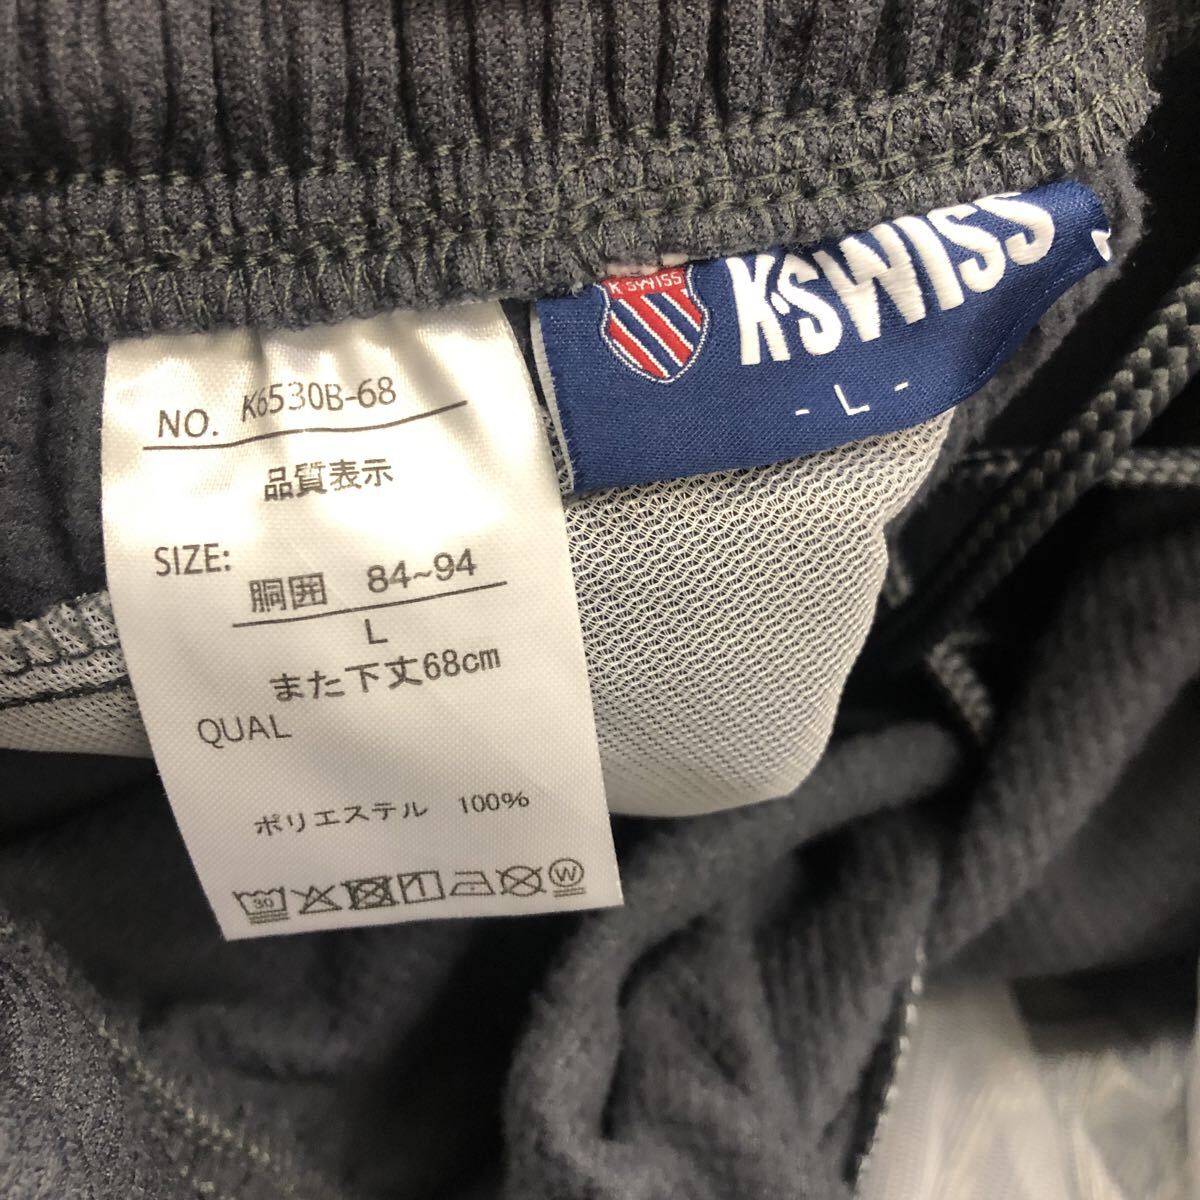 K·SWISS
K·SWISS
- L -
NO. K6530B-68
品質表示
SIZE:
胴囲 84~94
L
また下丈68cm
QUAL
ポリエステル 100%
30
W